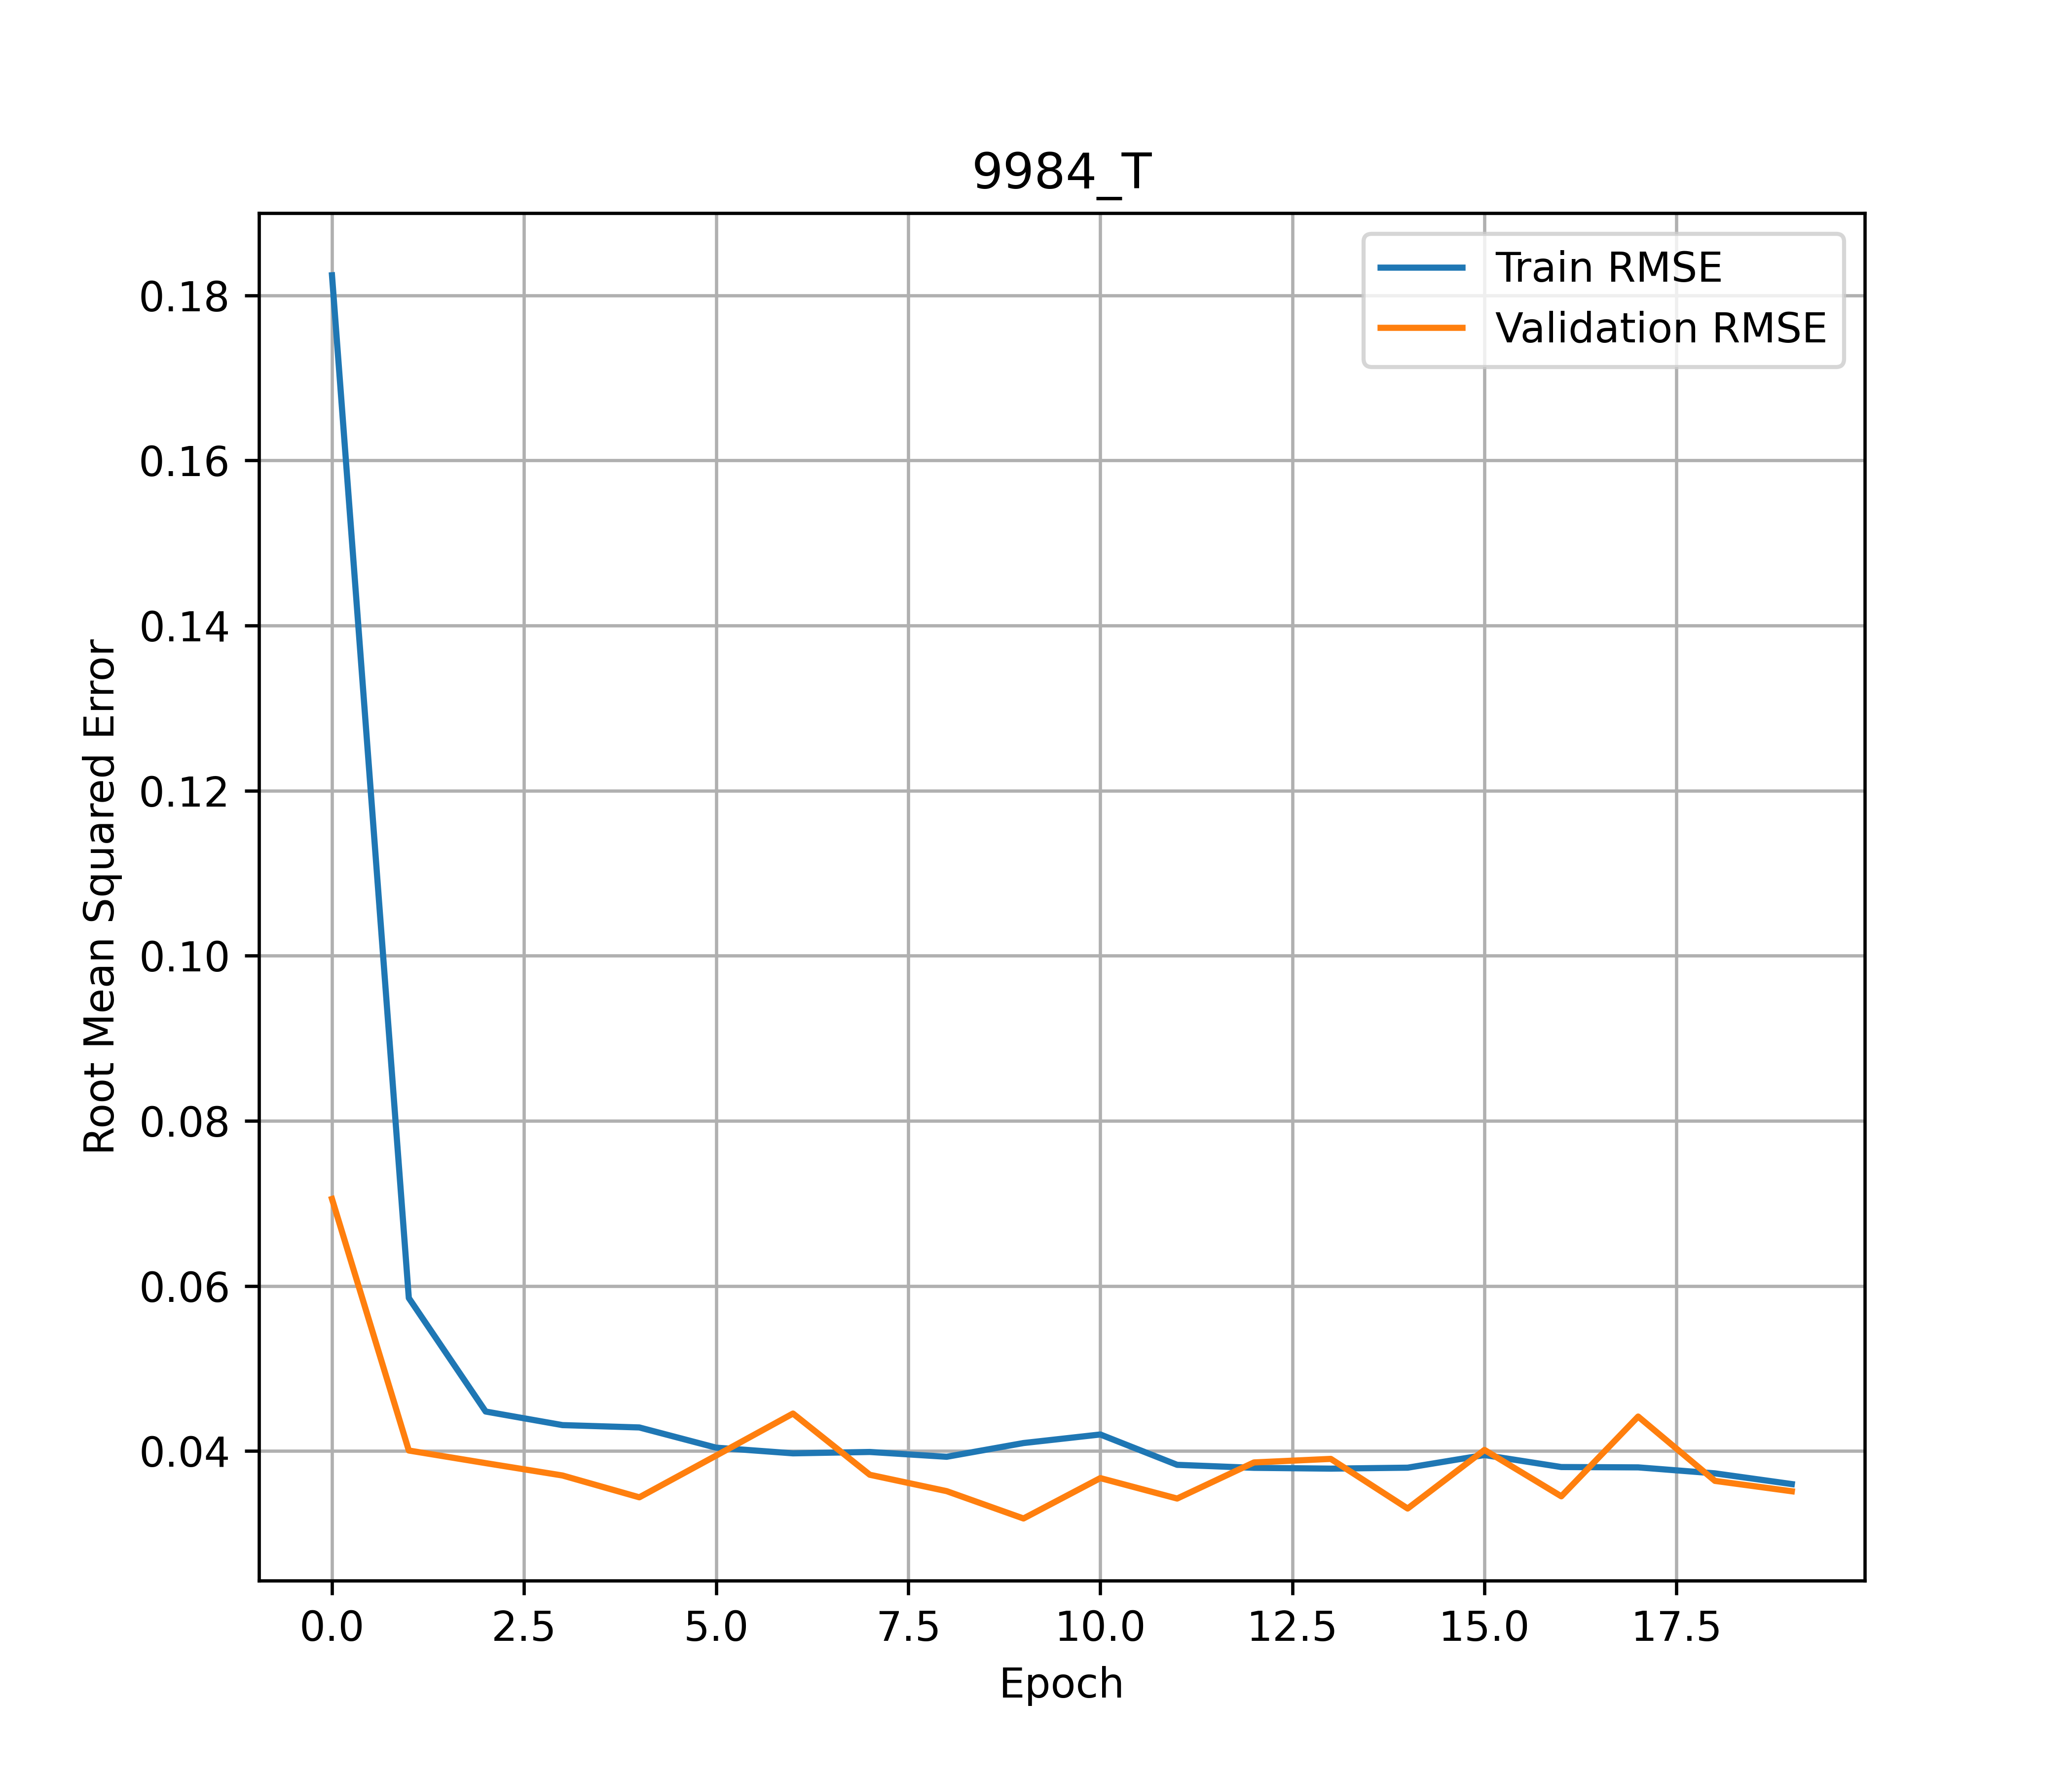 9984_T
Train RMSE
Validation RMSE
Root Mean Squared Error
0.18
0.16
0.14
0.12
0.10
0.08
0.06
0.04
0.0 2.5 5.0 7.5 10.0 12.5 15.0 17.5
Epoch